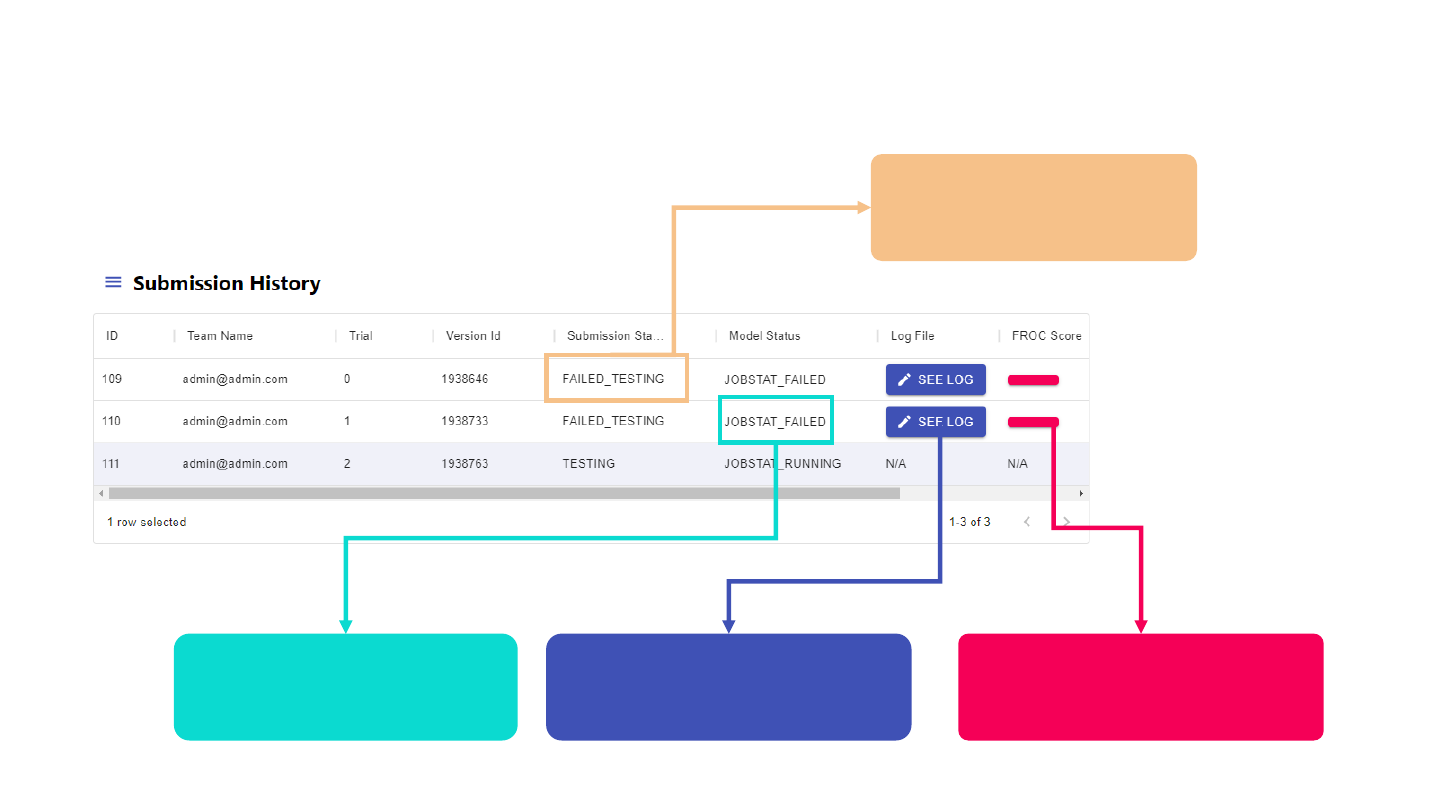 Submission History
ID Team Name Trial Version Id Submission Sta... Model Status Log File FROC Score
109 admin@admin.com 0 1938646 FAILED_TESTING JOBSTAT_FAILED SEE LOG
110 admin@admin.com 1 1938733 FAILED_TESTING JOBSTAT_FAILED SEE LOG
111 admin@admin.com 2 1938763 TESTING JOBSTAT_RUNNING N/A N/A
1 row selected 1-3 of 3